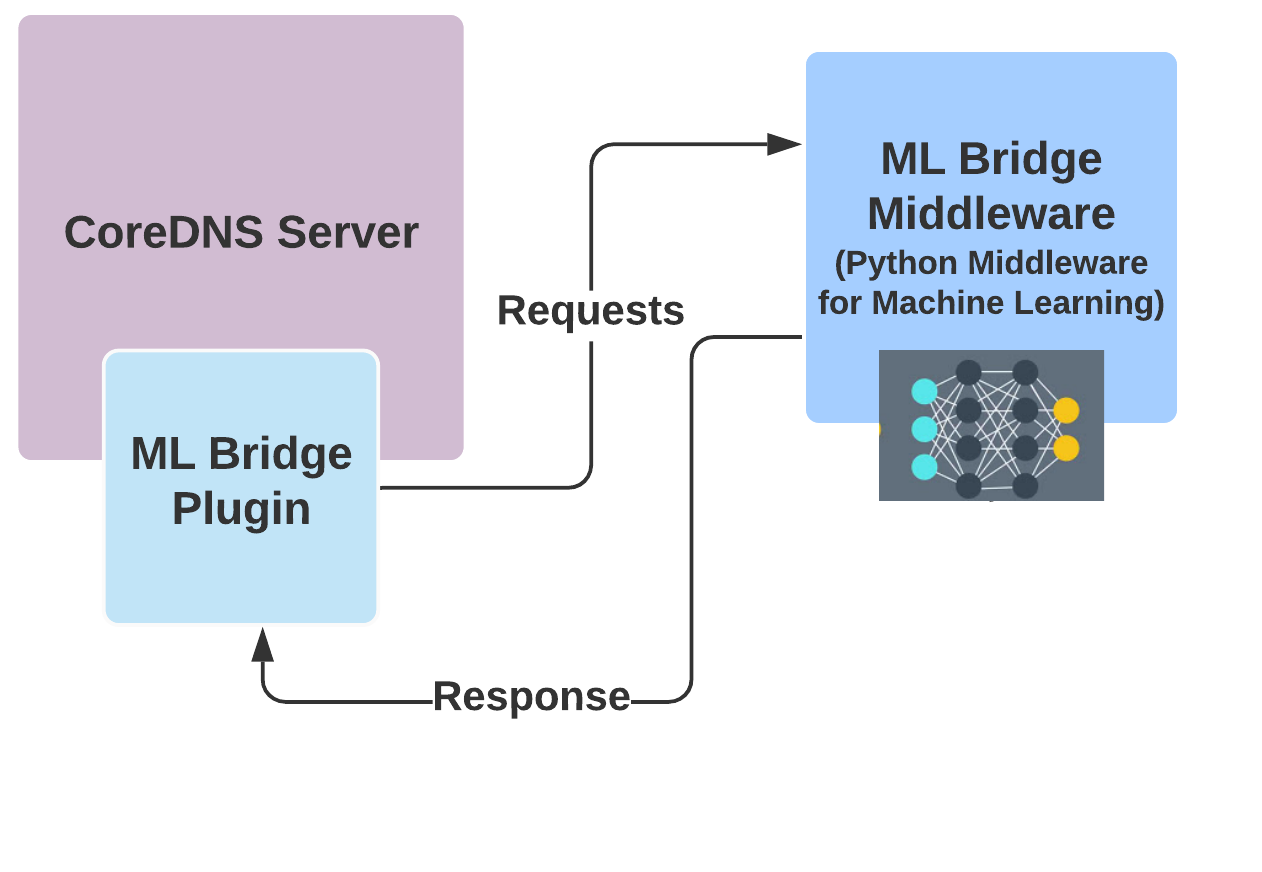 CoreDNS Server
ML Bridge
Plugin
Requests
Response
ML Bridge
Middleware
(Python Middleware
for Machine Learning)